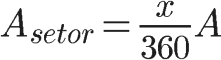 A_{setor} = \frac{x}{360} A